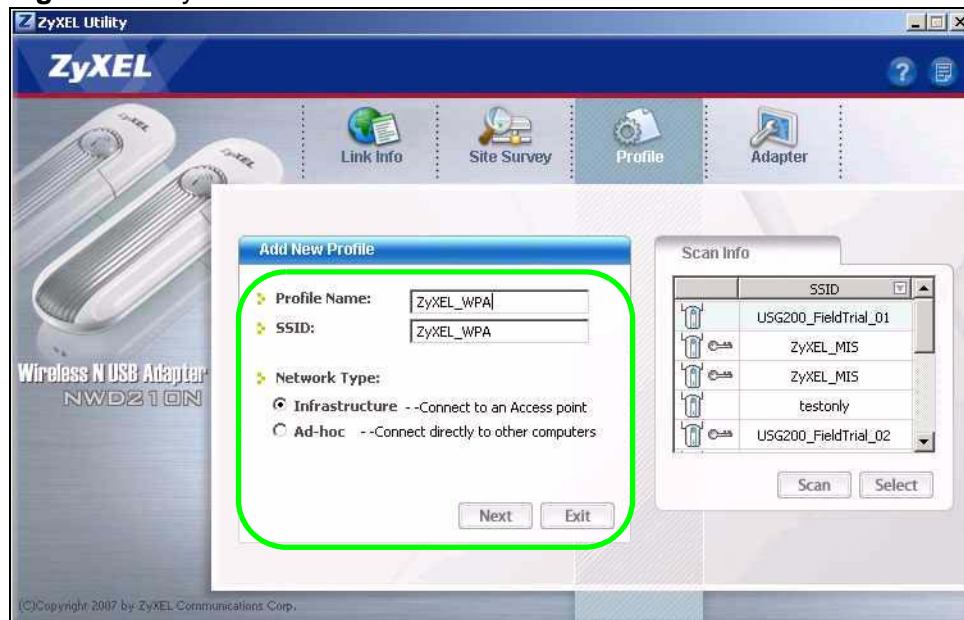 ZyXEL Utility
ZyXEL
Link Info
Site Survey
Profile
Adapter
Wireless N USB Adapter
NWD210N
Add New Profile
Profile Name: ZyXEL_WPA
SSID: ZyXEL_WPA
Network Type:
Infrastructure --Connect to an Access point
Ad-hoc --Connect directly to other computers
Next Exit
Scan Info
SSID
USG200_FieldTrial_01
ZyXEL_MIS
ZyXEL_MIS
testonly
USG200_FieldTrial_02
Scan Select
(C)Copyright 2007 by ZyXEL Communications Corp.